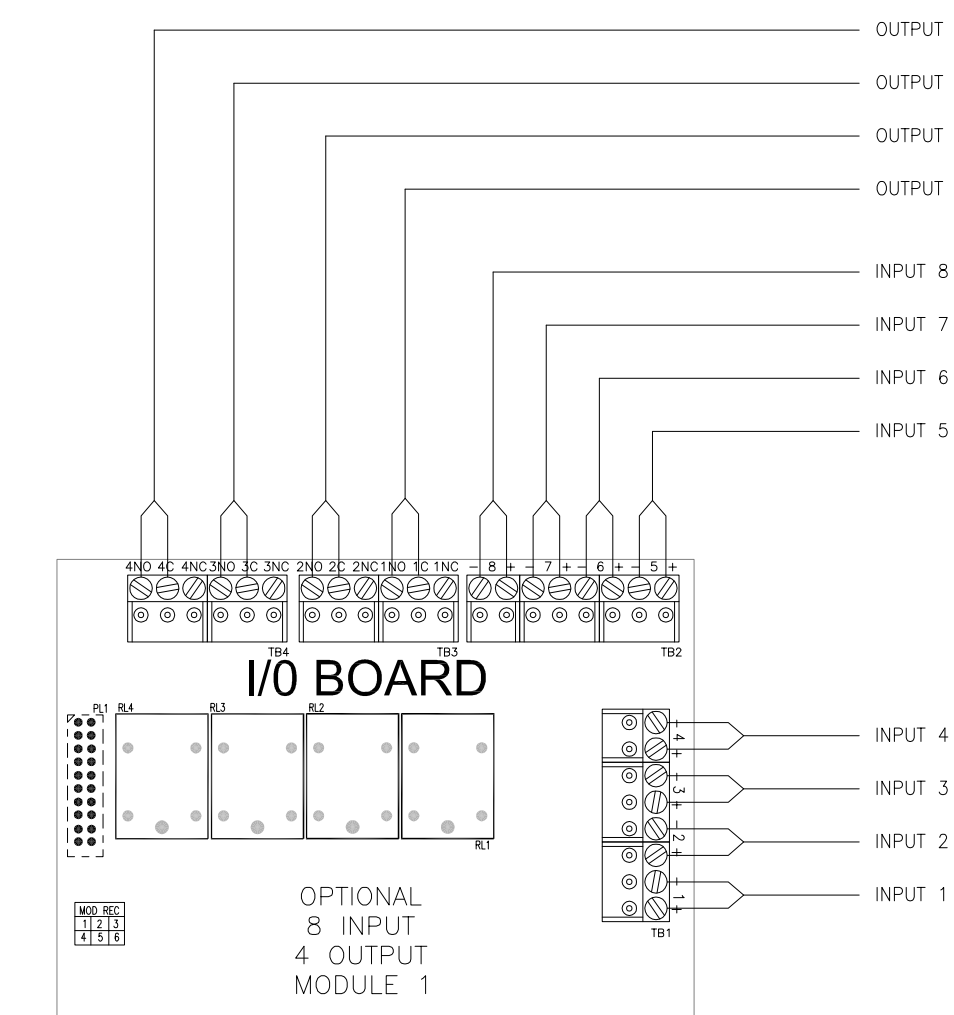 OUTPUT
OUTPUT
OUTPUT
OUTPUT
INPUT 8
INPUT 7
INPUT 6
INPUT 5
4NO 4C 4NC 3NO 3C 3NC 2NO 2C 2NC 1NO 1C 1NC - 8 + - 7 + - 6 + - 5 +
TB4 TB3 TB2
I/0 BOARD
PL1 RL4 RL3 RL2
RL1
- 4 +
INPUT 4
- 3 +
INPUT 3
- 2 +
INPUT 2
- 1 +
INPUT 1
TB1
MOD REC
1 2 3
4 5 6
OPTIONAL
8 INPUT
4 OUTPUT
MODULE 1